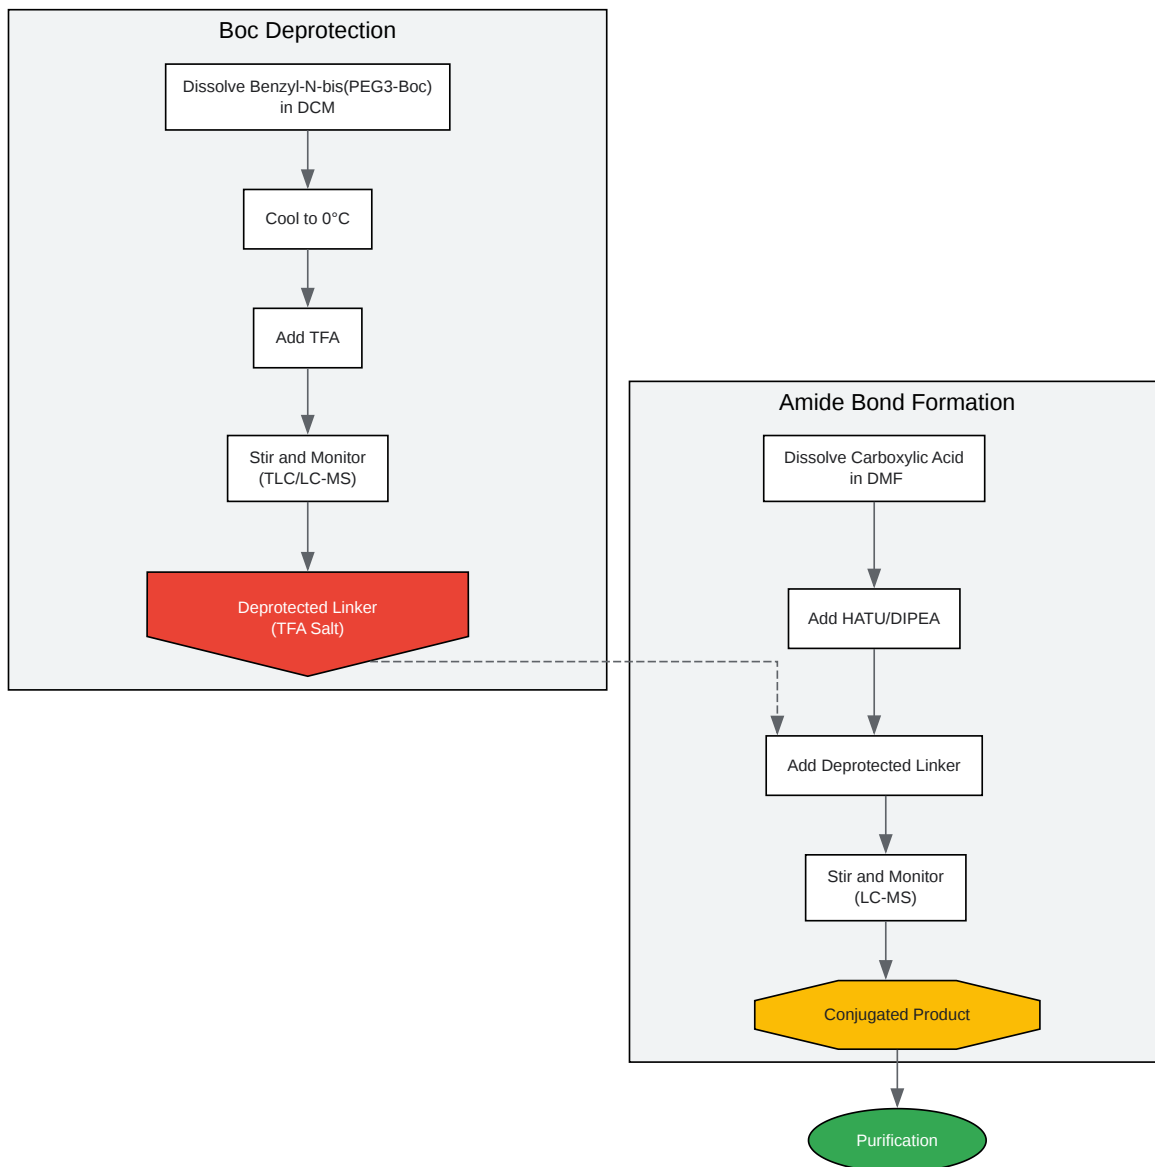 Boc Deprotection
Dissolve Benzyl-N-bis(PEG3-Boc)
in DCM
Cool to 0°C
Add TFA
Stir and Monitor
(TLC/LC-MS)
Deprotected Linker
(TFA Salt)
Amide Bond Formation
Dissolve Carboxylic Acid
in DMF
Add HATU/DIPEA
Add Deprotected Linker
Stir and Monitor
(LC-MS)
Conjugated Product
Purification